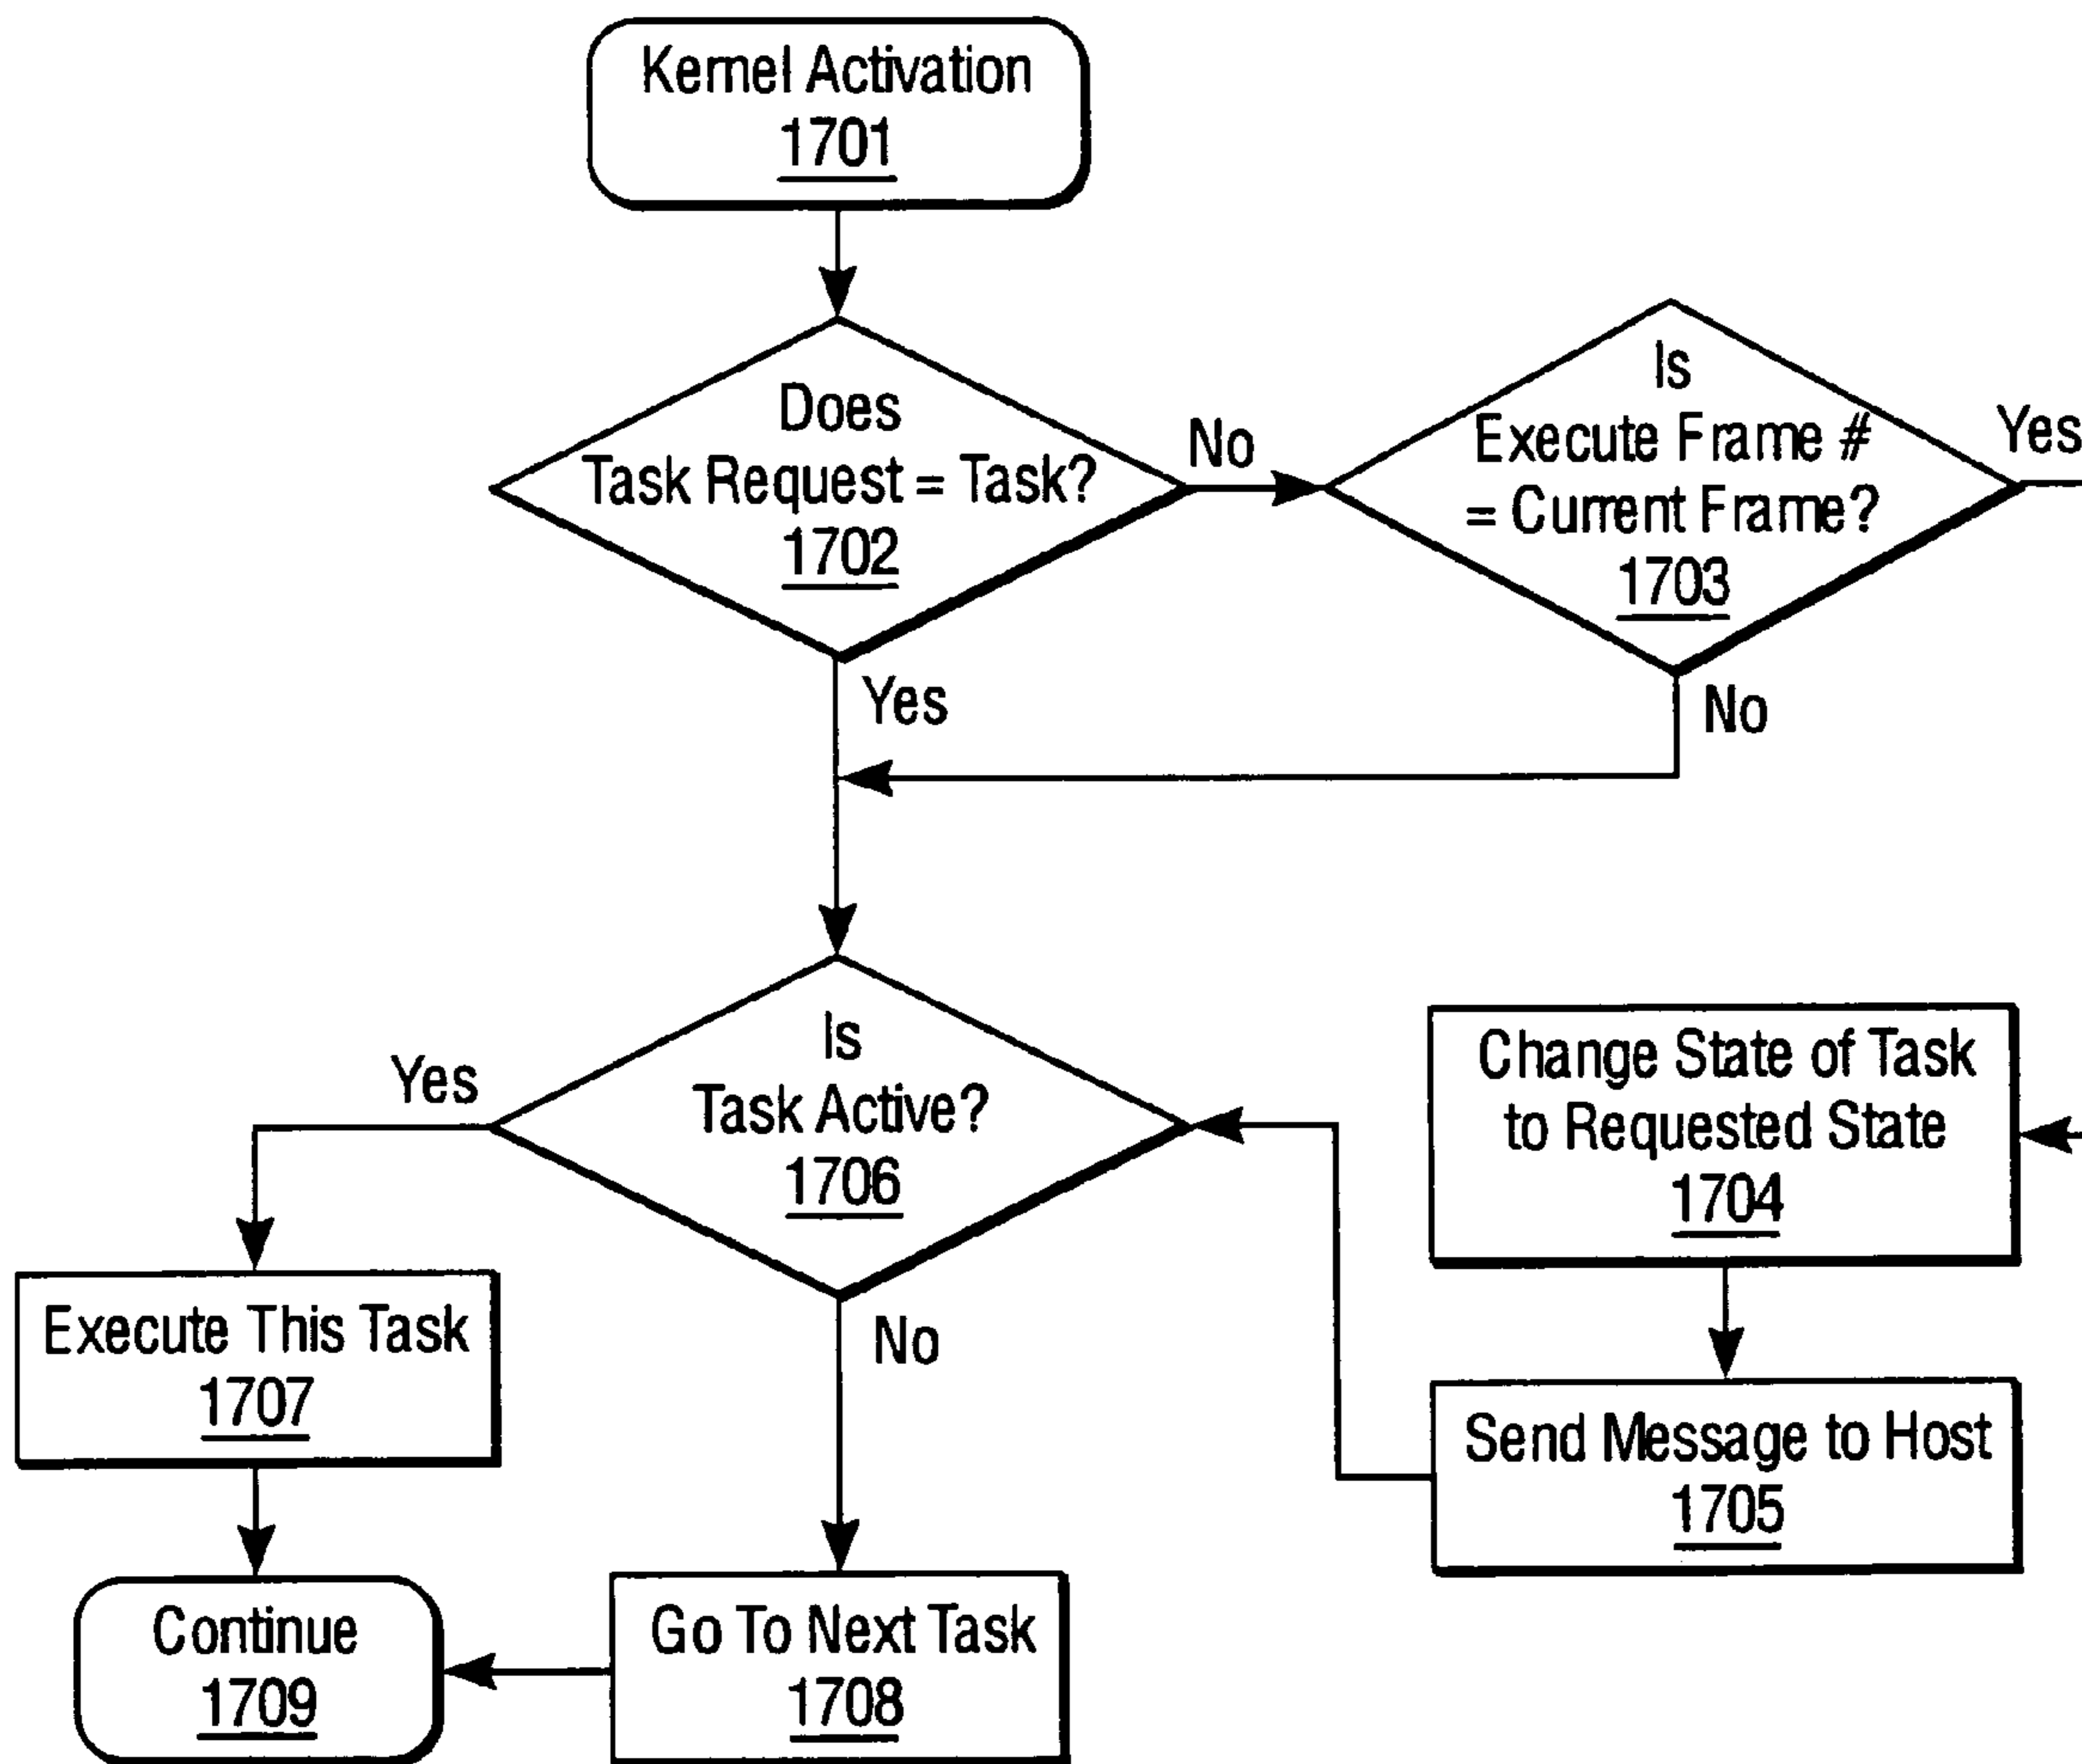 Kernel Activation
1701
Does
Task Request = Task?
1702
No
Is
Execute Frame #
= Current Frame?
1703
Yes
Yes
No
Is
Task Active?
1706
Yes
No
Change State of Task
to Requested State
1704
Execute This Task
1707
Send Message to Host
1705
Continue
1709
Go To Next Task
1708